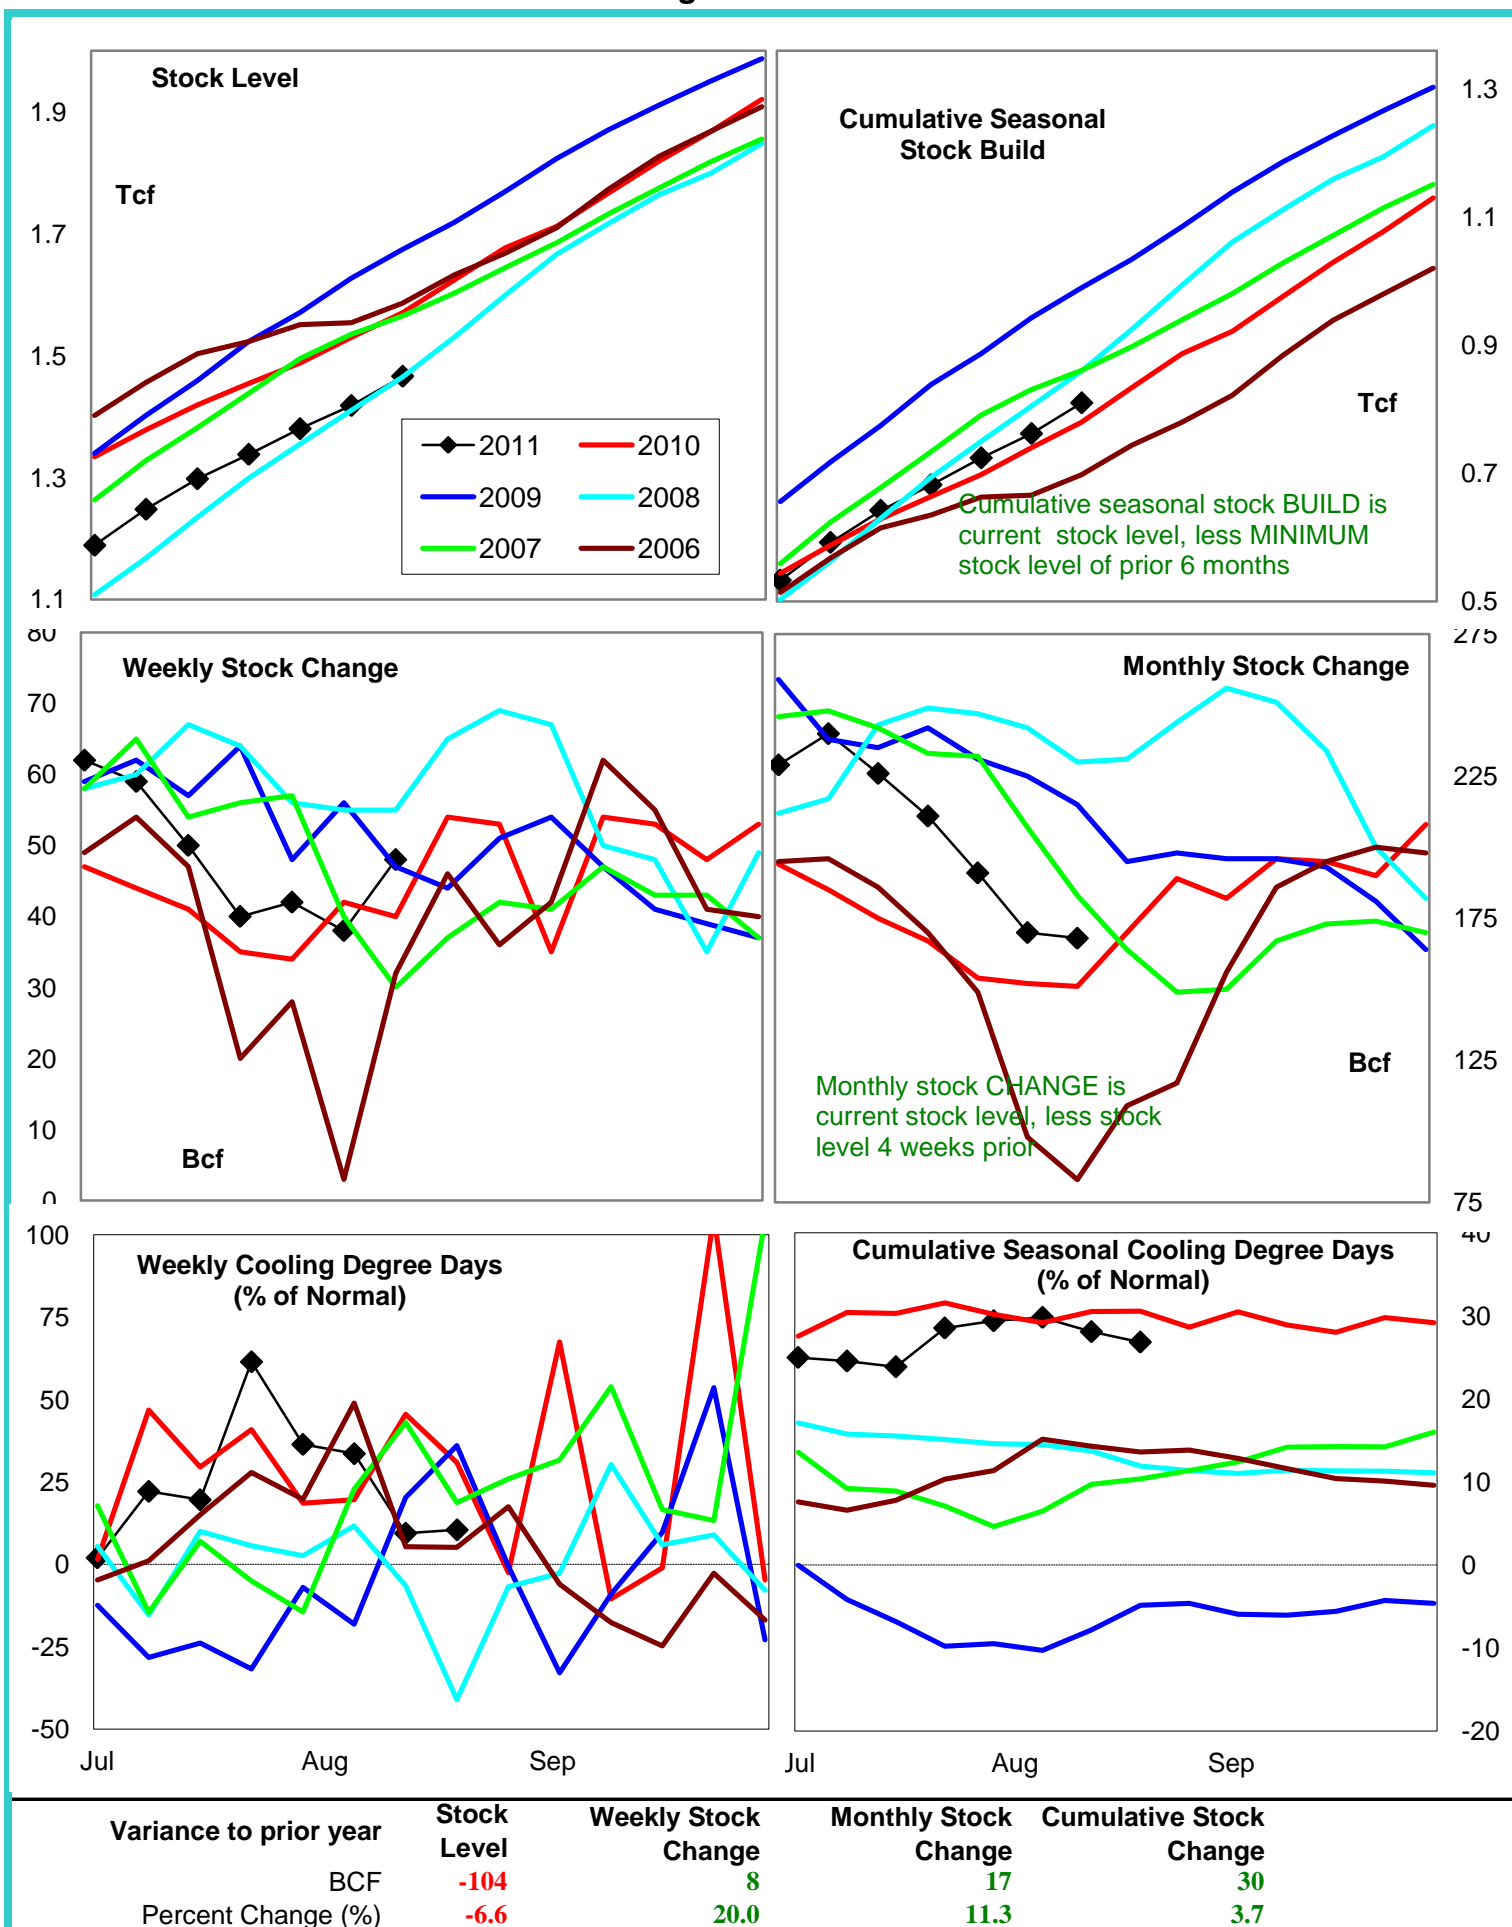 Stock Level
Tcf
1.9
1.7
1.5
1.3
1.1
2011
2010
2009
2008
2007
2006
Cumulative Seasonal
Stock Build
1.3
1.1
0.9
0.7
0.5
Tcf
Cumulative seasonal stock BUILD is
current stock level, less MINIMUM
stock level of prior 6 months
Weekly Stock Change
80
70
60
50
40
30
20
10
0
Bcf
Monthly Stock Change
275
225
175
125
75
Bcf
Monthly stock CHANGE is
current stock level, less stock
level 4 weeks prior
Weekly Cooling Degree Days
(% of Normal)
100
75
50
25
0
-25
-50
Jul Aug Sep
Cumulative Seasonal Cooling Degree Days
(% of Normal)
40
30
20
10
0
-10
-20
Jul Aug Sep
Variance to prior year
Stock
Level
Weekly Stock
Change
Monthly Stock
Change
Cumulative Stock
Change
BCF -104 8 17 30
Percent Change (%) -6.6 20.0 11.3 3.7